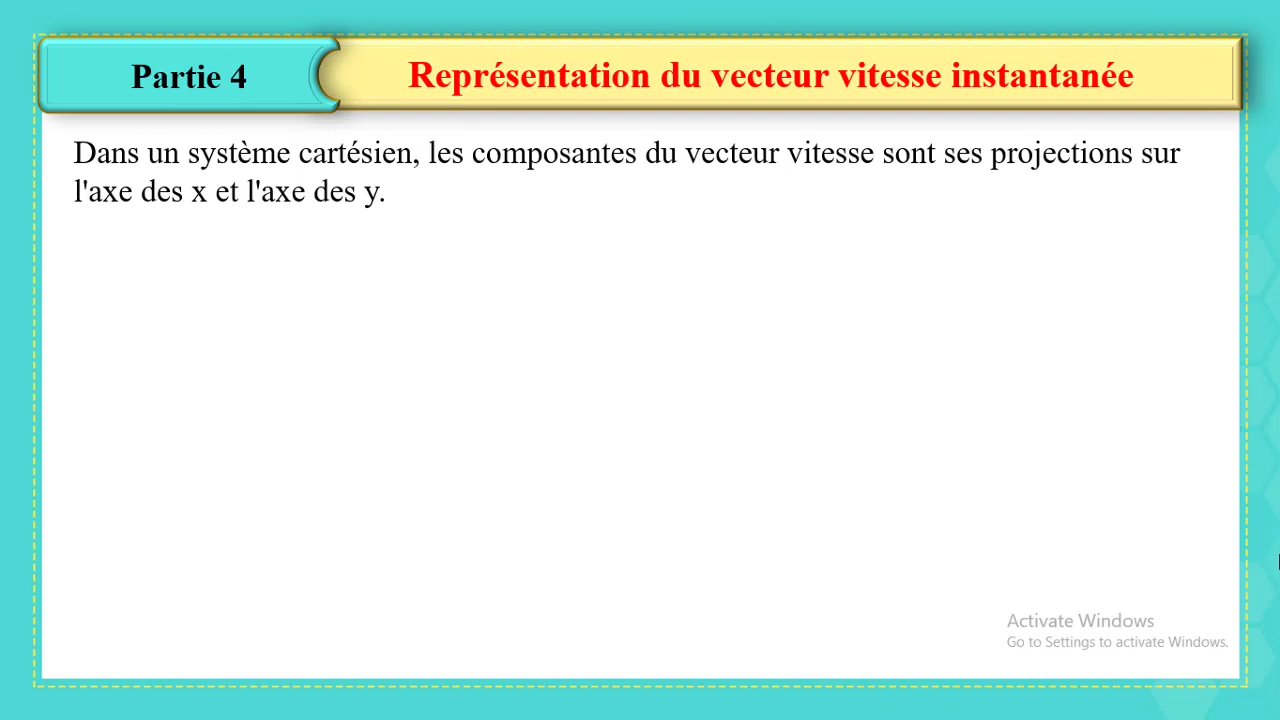 Partie 4
Représentation du vecteur vitesse instantanée
Dans un système cartésien, les composantes du vecteur vitesse sont ses projections sur
l'axe des x et l'axe des y.
Activate Windows
Go to Settings to activate Windows.